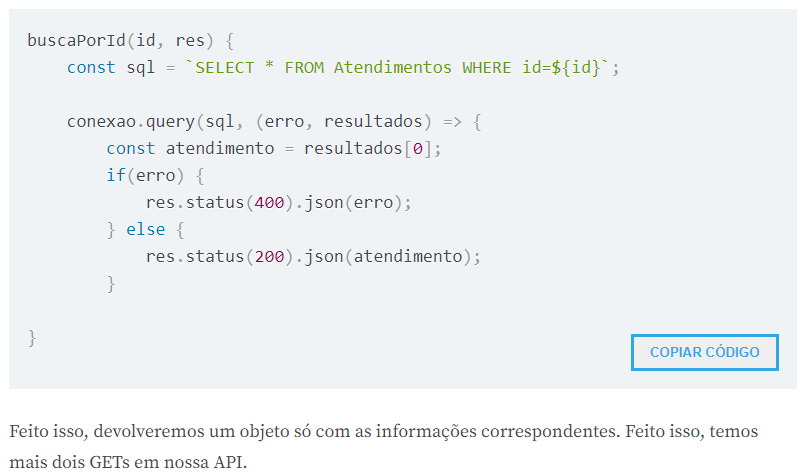 buscaPorId(id, res) {
    const sql = `SELECT * FROM Atendimentos WHERE id=${id}`;

    conexao.query(sql, (erro, resultados) => {
        const atendimento = resultados[0];
        if(erro) {
            res.status(400).json(erro);
        } else {
            res.status(200).json(atendimento);
        }

}
COPIAR CÓDIGO
Feito isso, devolveremos um objeto só com as informações correspondentes. Feito isso, temos
mais dois GETs em nossa API.